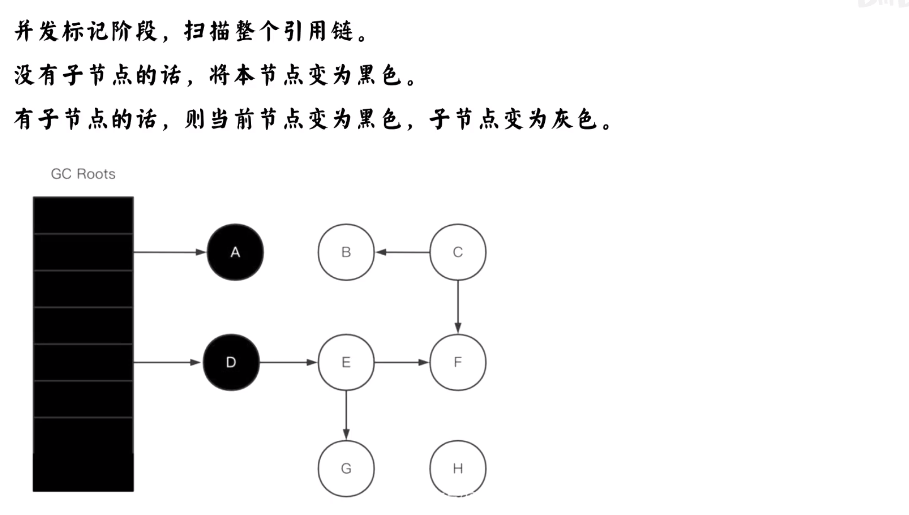 并发标记阶段，扫描整个引用链。
没有子节点的话，将本节点变为黑色。
有子节点的话，则当前节点变为黑色，子节点变为灰色。
GC Roots
A B C
D E F
G H